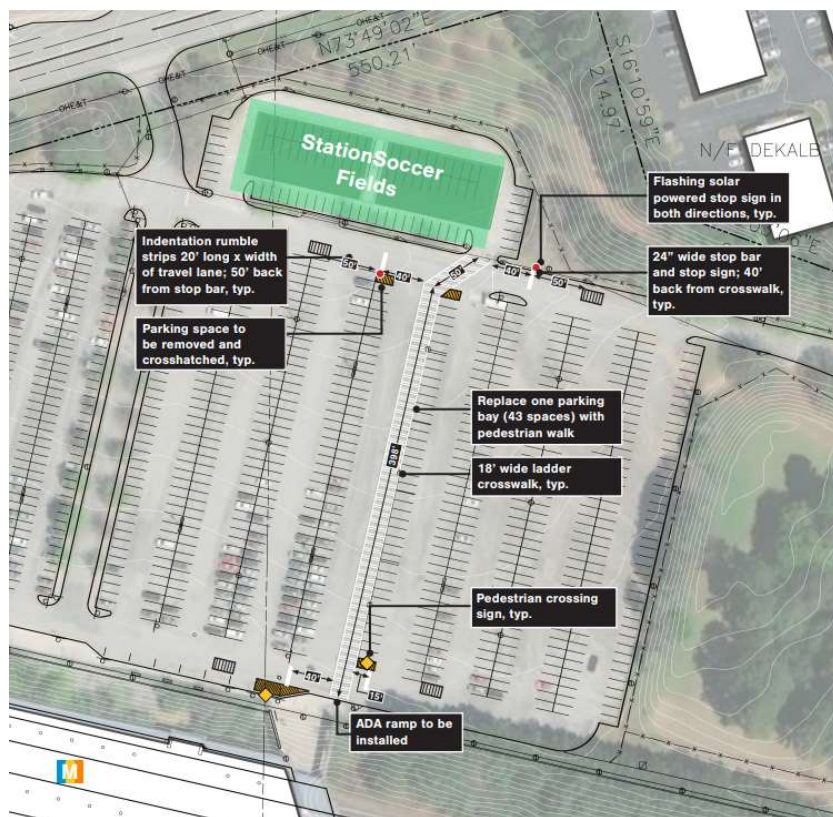 OHE&T
OHE&T
OHE&T
N73°49'02"E
550.21'
S16°10'59"E
214.97'
N/F DEKALB
StationSoccer
Fields
Flashing solar
powered stop sign in
both directions, typ.
Indentation rumble
strips 20' long x width
of travel lane; 50' back
from stop bar, typ.
24" wide stop bar
and stop sign; 40'
back from crosswalk,
typ.
50'
40'
50'
40'
50'
Parking space to
be removed and
crosshatched, typ.
Replace one parking
bay (43 spaces) with
pedestrian walk
398'
18' wide ladder
crosswalk, typ.
Pedestrian crossing
sign, typ.
40'
15'
ADA ramp to be
installed
M